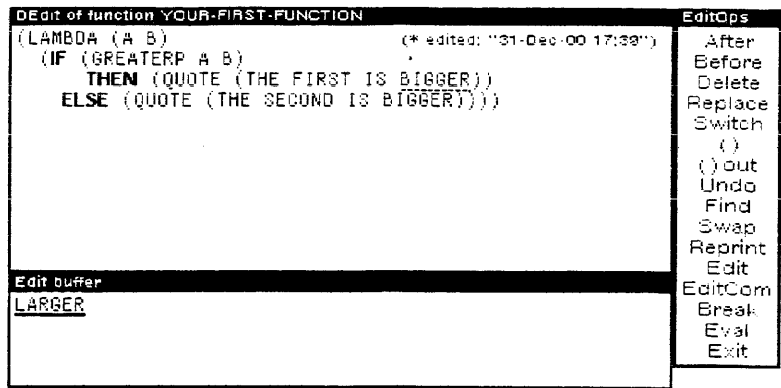 DEdit of function YOUR-FIRST-FUNCTION
(LAMBDA (A B) (* edited: "31-Dec-00 17:39")
(IF (GREATERP A B)
THEN (QUOTE (THE FIRST IS BIGGER))
ELSE (QUOTE (THE SECOND IS BIGGER))))
Edit buffer
LARGER
EditOps
After
Before
Delete
Replace
Switch
()
() out
Undo
Find
Swap
Reprint
Edit
EditCom
Break
Eval
Exit